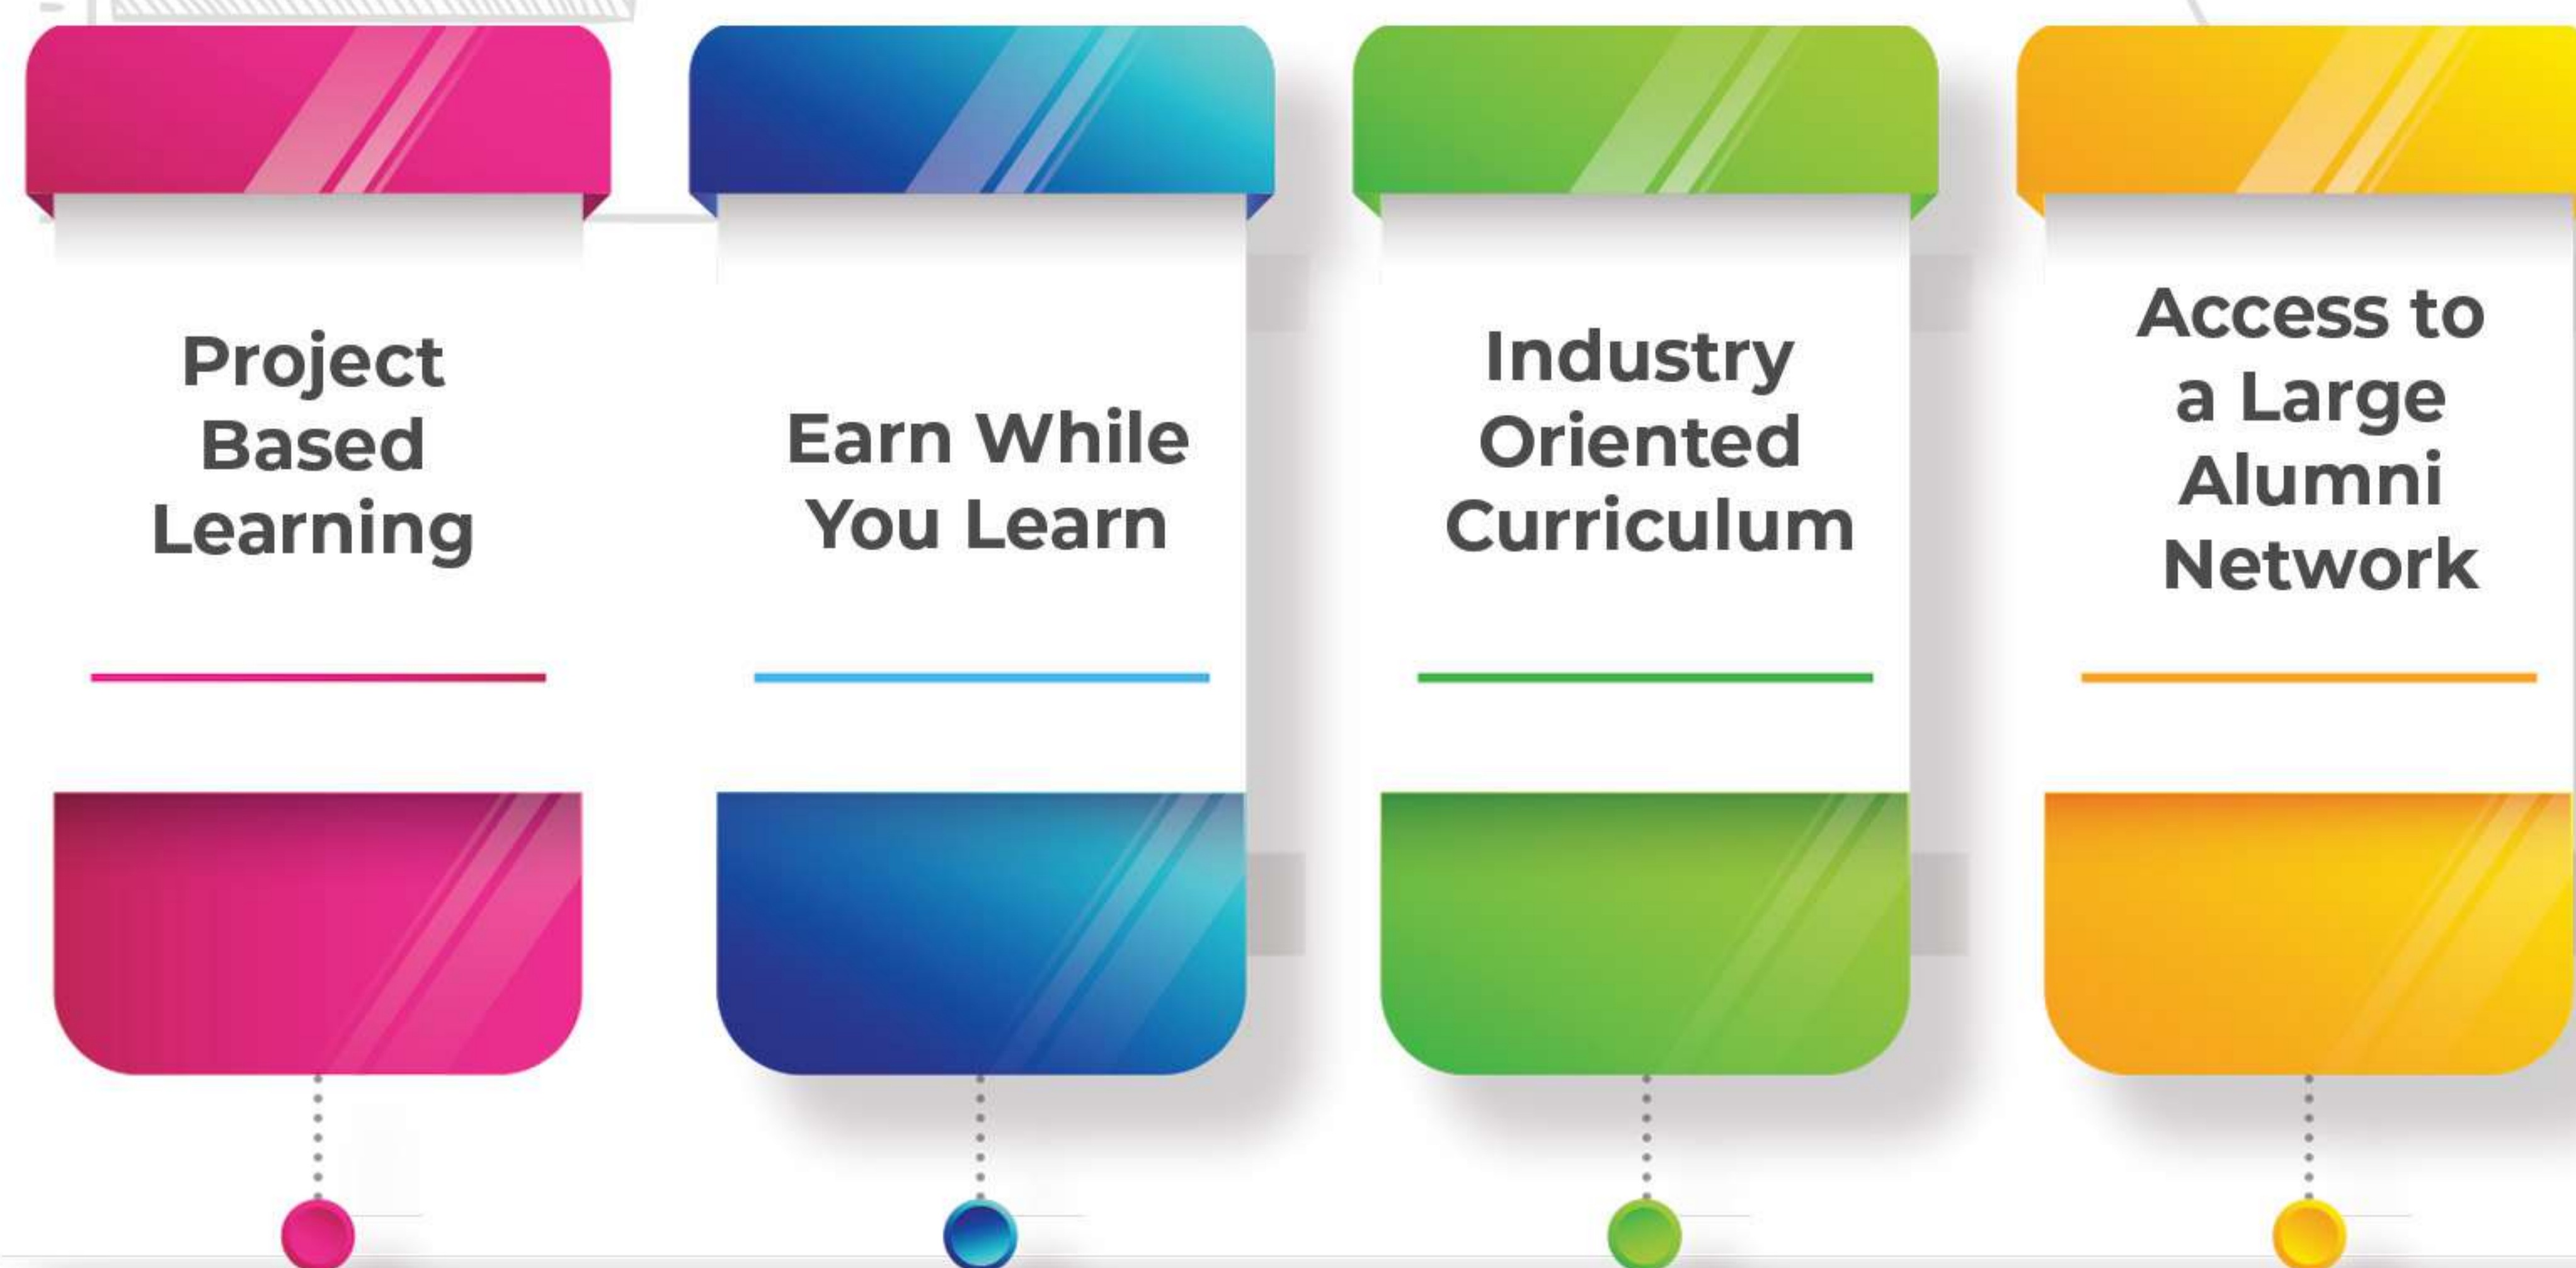 Project
Based
Learning
Earn While
You Learn
Industry
Oriented
Curriculum
Access to
a Large
Alumni
Network